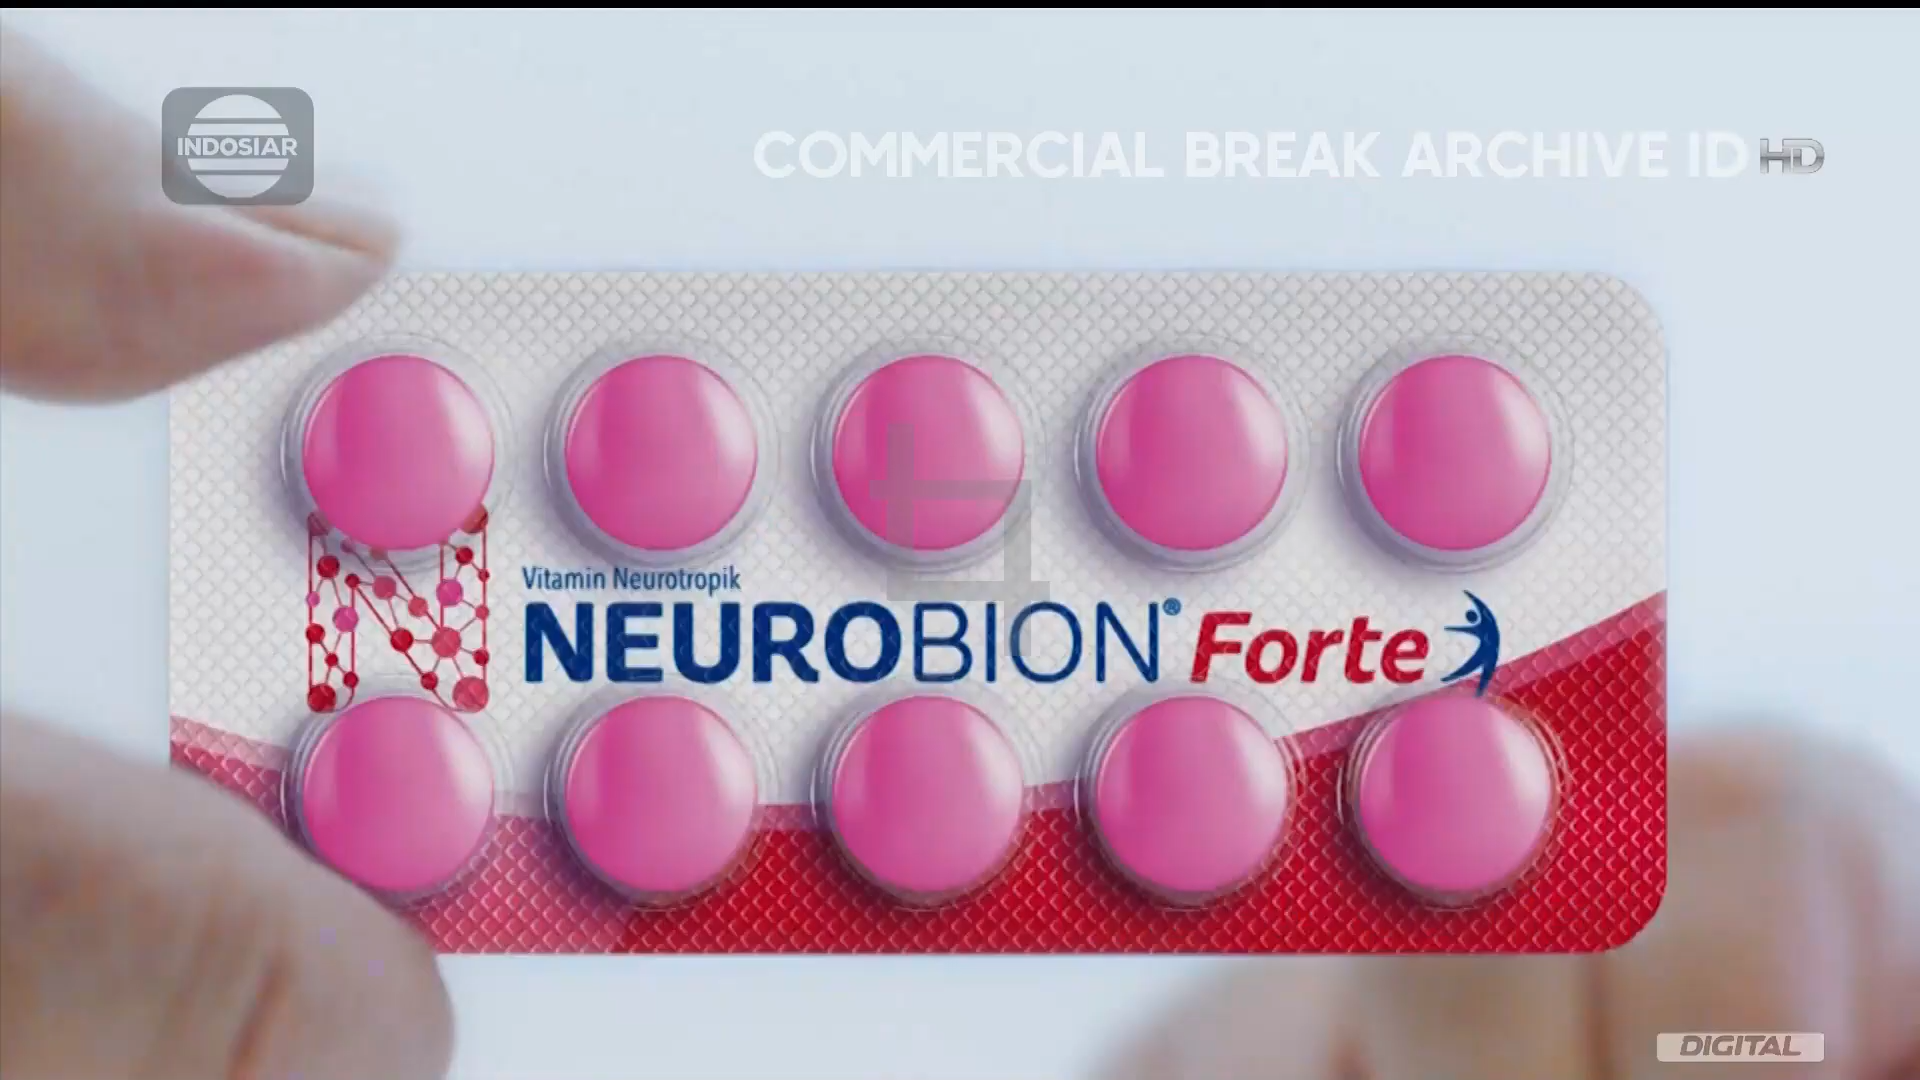 INDOSIAR
COMMERCIAL BREAK ARCHIVE ID HD
Vitamin Neurotropik
NEUROBION® Forte
DIGITAL